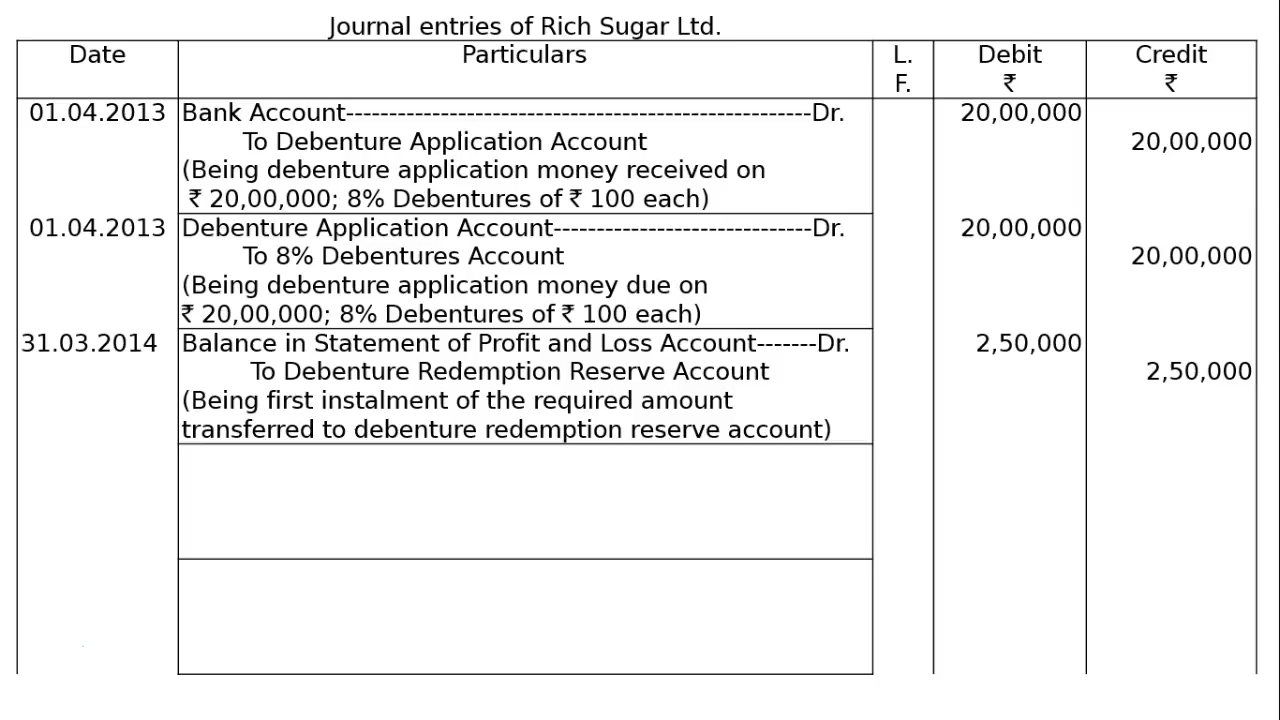 Journal entries of Rich Sugar Ltd.
Date Particulars L. Debit Credit
F. ₹ ₹
01.04.2013 Bank Account------------------------------------------------------Dr. 20,00,000
To Debenture Application Account 20,00,000
(Being debenture application money received on
₹ 20,00,000; 8% Debentures of ₹ 100 each)
01.04.2013 Debenture Application Account------------------------------Dr. 20,00,000
To 8% Debentures Account 20,00,000
(Being debenture application money due on
₹ 20,00,000; 8% Debentures of ₹ 100 each)
31.03.2014 Balance in Statement of Profit and Loss Account-------Dr. 2,50,000
To Debenture Redemption Reserve Account 2,50,000
(Being first instalment of the required amount
transferred to debenture redemption reserve account)